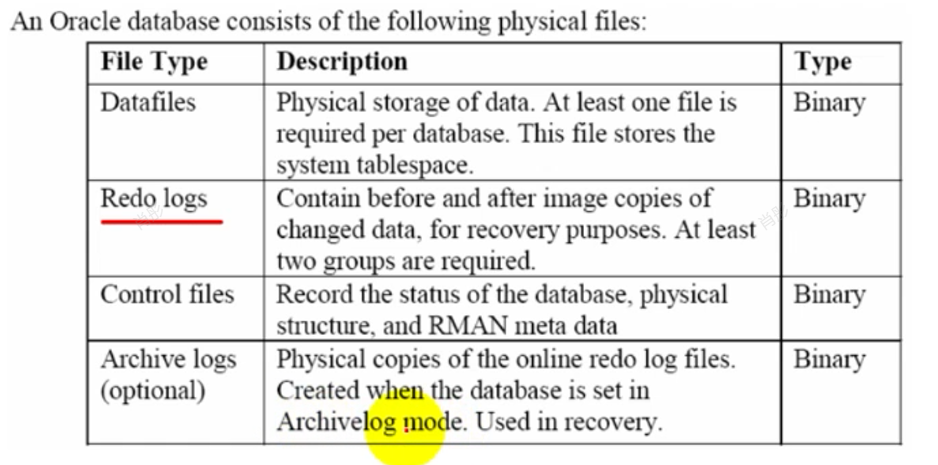 An Oracle database consists of the following physical files:
File Type Description Type
Datafiles Physical storage of data. At least one file is Binary
required per database. This file stores the
system tablespace.
Redo logs Contain before and after image copies of Binary
changed data, for recovery purposes. At least
two groups are required.
Control files Record the status of the database, physical Binary
structure, and RMAN meta data
Archive logs Physical copies of the online redo log files. Binary
(optional) Created when the database is set in
Archivelog mode. Used in recovery.